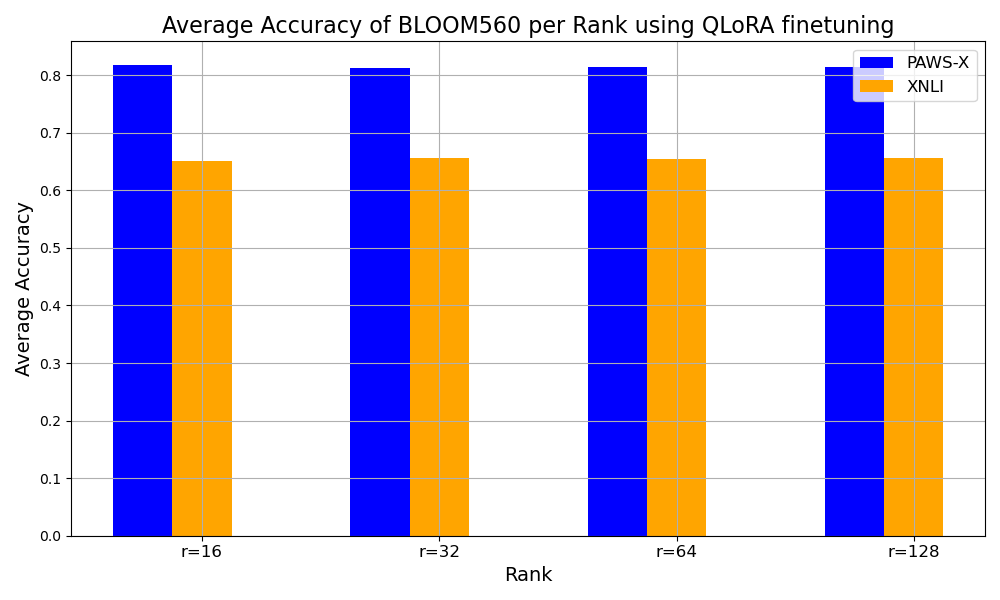 Average Accuracy of BLOOM560 per Rank using QLoRA finetuning
Average Accuracy
0.8
0.7
0.6
0.5
0.4
0.3
0.2
0.1
0.0
PAWS-X
XNLI
r=16
r=32
r=64
r=128
Rank